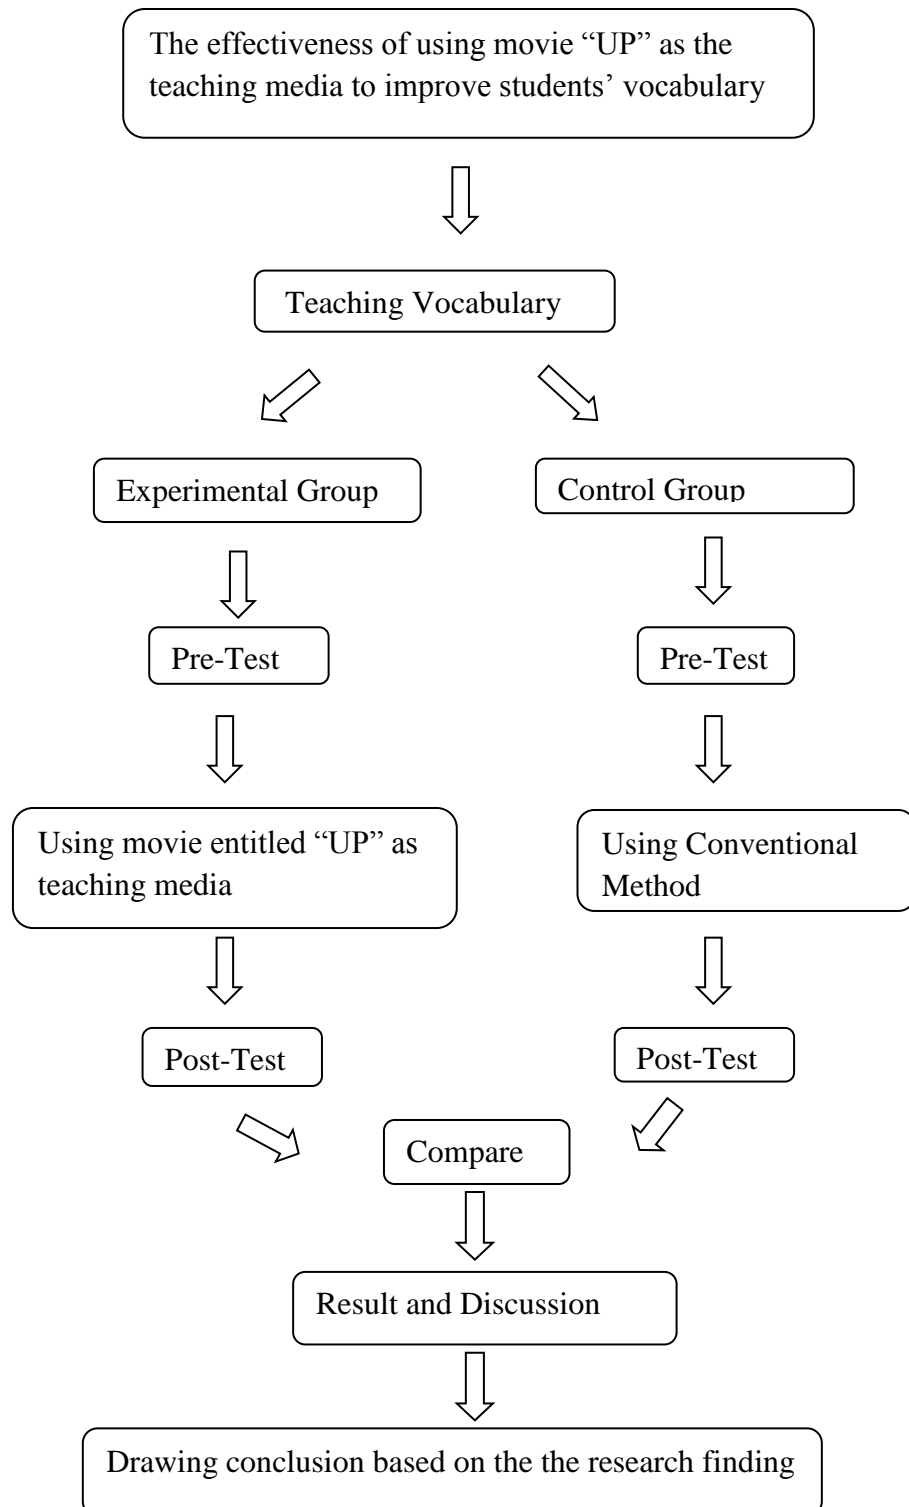 The effectiveness of using movie “UP” as the
teaching media to improve students’ vocabulary
Teaching Vocabulary
Experimental Group
Control Group
Pre-Test
Pre-Test
Using movie entitled “UP” as
teaching media
Using Conventional
Method
Post-Test
Post-Test
Compare
Result and Discussion
Drawing conclusion based on the the research finding